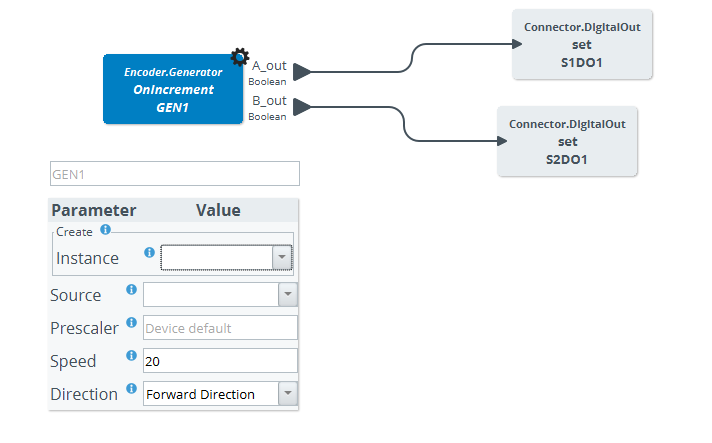 Encoder.Generator
OnIncrement
GEN1
A_out
Boolean
B_out
Boolean
Connector.DIgItalOut
set
S1DO1
Connector.DIgItalOut
set
S2DO1
GEN1
Parameter Value
Create
Instance
Source
Prescaler Device default
Speed 20
Direction Forward Direction